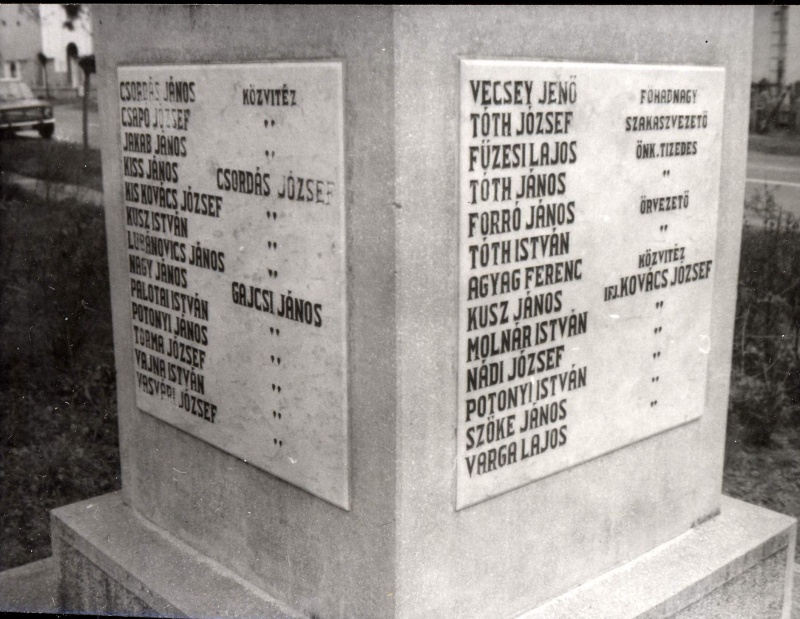 CSORDÁS JÁNOS KÖZVITÉZ
CSAPÓ JÓZSEF "
JAKAB JÁNOS "
KISS JÁNOS CSORDÁS JÓZSEF
KIS KOVÁCS JÓZSEF "
KUSZ ISTVÁN "
LUBANOVICS JÁNOS "
NAGY JÁNOS GAJCSI JÁNOS
PALOTAI ISTVÁN "
POTONYI JÁNOS "
TORMA JÓZSEF "
VAJNA ISTVÁN "
VASVÁRI JÓZSEF "
VECSEY JENŐ FŐHADNAGY
TÓTH JÓZSEF SZAKASZVEZETŐ
FÜZESI LAJOS ÖNK. TIZEDES
TÓTH JÁNOS "
FORRÓ JÁNOS ŐRVEZETŐ
TÓTH ISTVÁN "
AGYAG FERENC KÖZVITÉZ
KUSZ JÁNOS IFJ. KOVÁCS JÓZSEF
MOLNÁR ISTVÁN "
NÁDI JÓZSEF "
POTONYI ISTVÁN "
SZŐKE JÁNOS "
VARGA LAJOS "